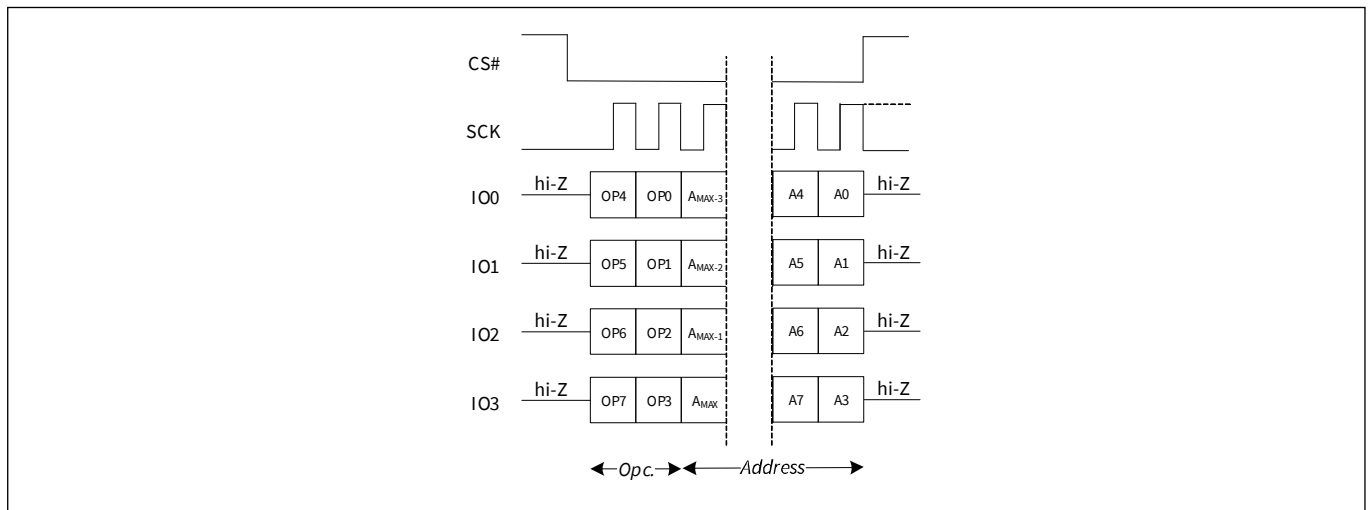 CS#
SCK
IO0 hi-Z OP4 OP0 AMAX-3 A4 A0 hi-Z
IO1 hi-Z OP5 OP1 AMAX-2 A5 A1 hi-Z
IO2 hi-Z OP6 OP2 AMAX-1 A6 A2 hi-Z
IO3 hi-Z OP7 OP3 AMAX A7 A3 hi-Z
Opc. Address